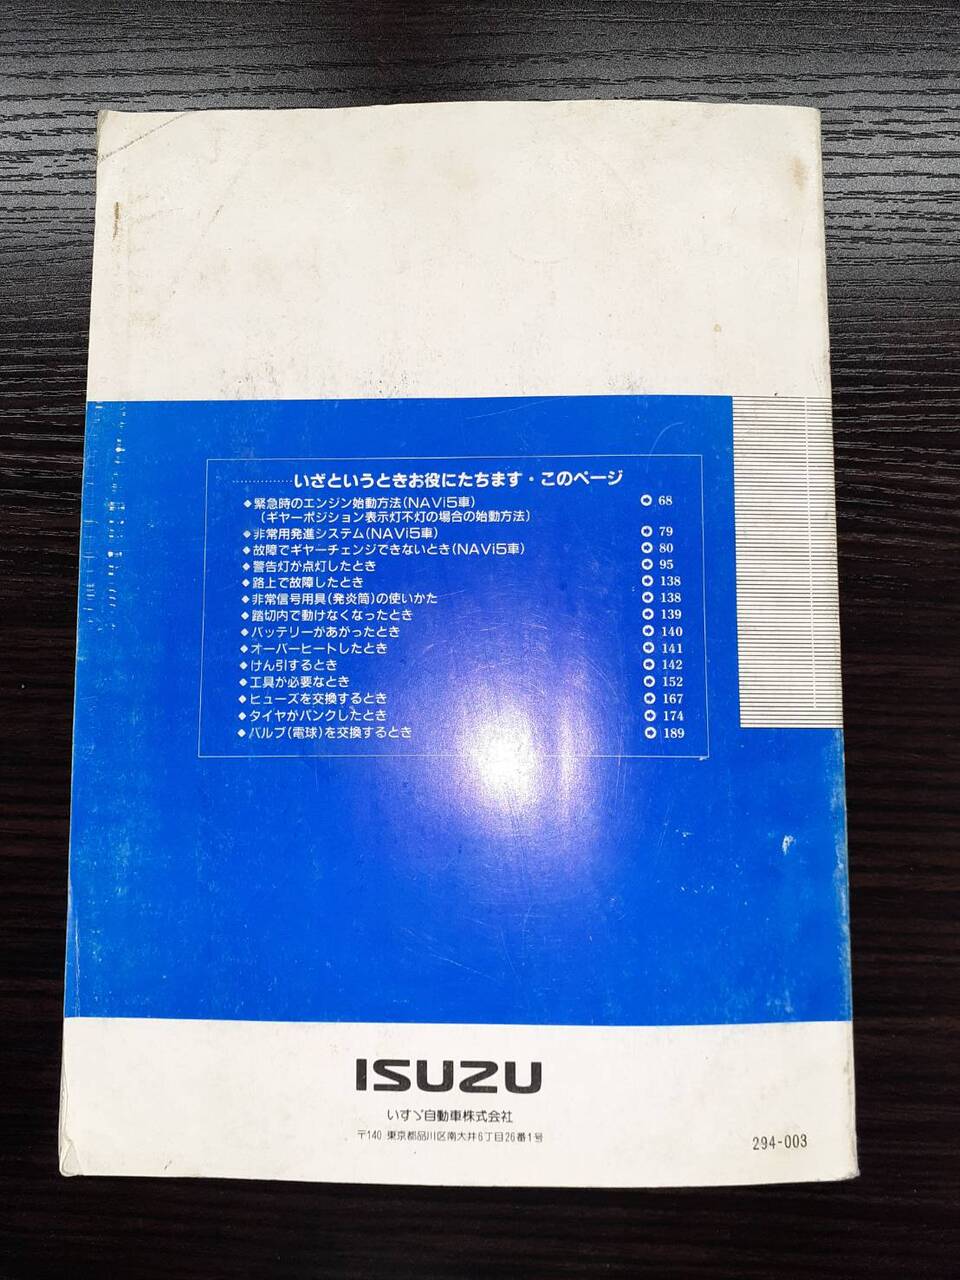 いざというときお役にたちます・このページ
◆緊急時のエンジン始動方法(NAVi5車) ➲ 68
(ギヤーポジション表示灯不灯の場合の始動方法)
◆非常用発進システム(NAVi5車) ➲ 79
◆故障でギヤーチェンジできないとき(NAVi5車) ➲ 80
◆警告灯が点灯したとき ➲ 95
◆路上で故障したとき ➲ 138
◆非常信号用具(発炎筒)の使いかた ➲ 138
◆踏切内で動けなくなったとき ➲ 139
◆バッテリーがあがったとき ➲ 140
◆オーバーヒートしたとき ➲ 141
◆けん引するとき ➲ 142
◆工具が必要なとき ➲ 152
◆ヒューズを交換するとき ➲ 167
◆タイヤがパンクしたとき ➲ 174
◆バルブ(電球)を交換するとき ➲ 189
ISUZU
いすゞ自動車株式会社
〒140 東京都品川区南大井6丁目26番1号
294-003